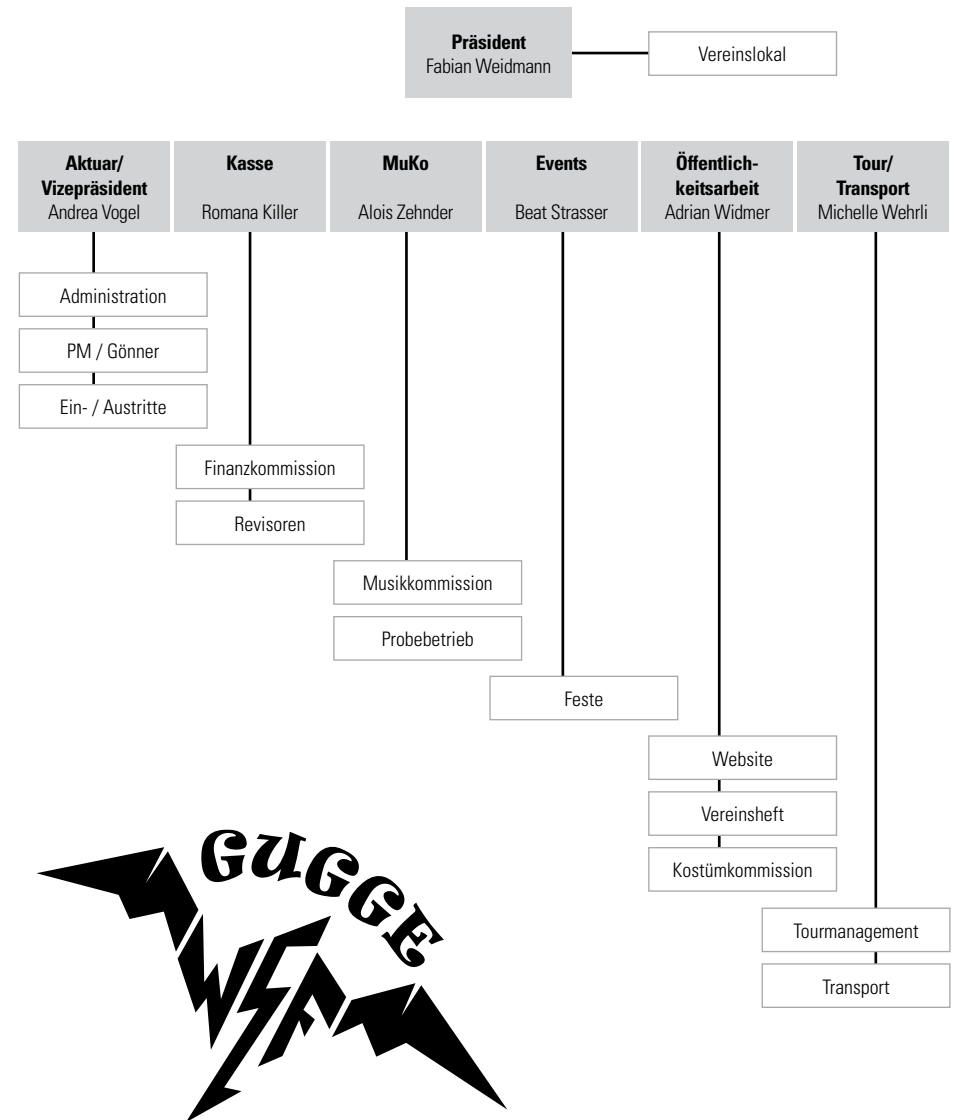 Präsident
Fabian Weidmann
Vereinslokal
Aktuar/
Vizepräsident
Andrea Vogel
Kasse
Romana Killer
MuKo
Alois Zehnder
Events
Beat Strasser
Öffentlich-
keitsarbeit
Adrian Widmer
Tour/
Transport
Michelle Wehrli
Administration
PM / Gönner
Ein- / Austritte
Finanzkommission
Revisoren
Musikkommission
Probebetrieb
Feste
Website
Vereinsheft
Kostümkommission
Tourmanagement
Transport
GUGGE